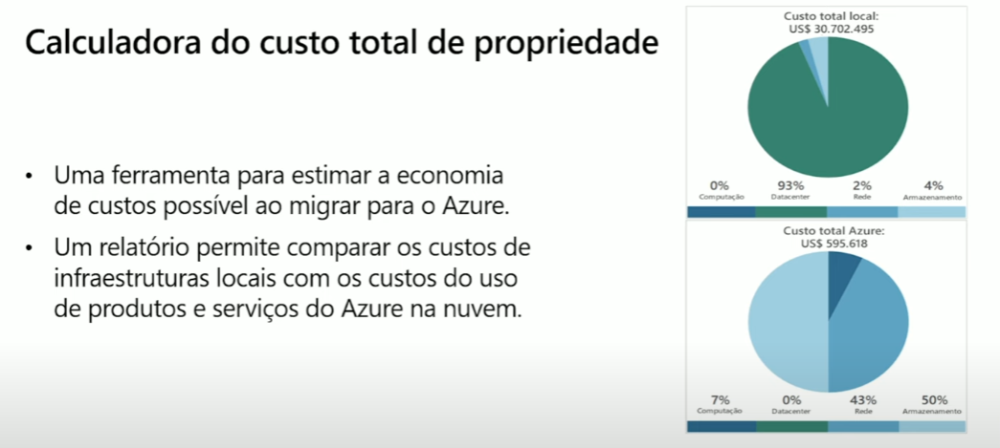 Calculadora do custo total de propriedade
• Uma ferramenta para estimar a economia
de custos possível ao migrar para o Azure.
• Um relatório permite comparar os custos de
infraestruturas locais com os custos do uso
de produtos e serviços do Azure na nuvem.
Custo total local:
US$ 30.702.495
0% 93% 2% 4%
Computação Datacenter Rede Armazenamento
Custo total Azure:
US$ 595.618
7% 0% 43% 50%
Computação Datacenter Rede Armazenamento